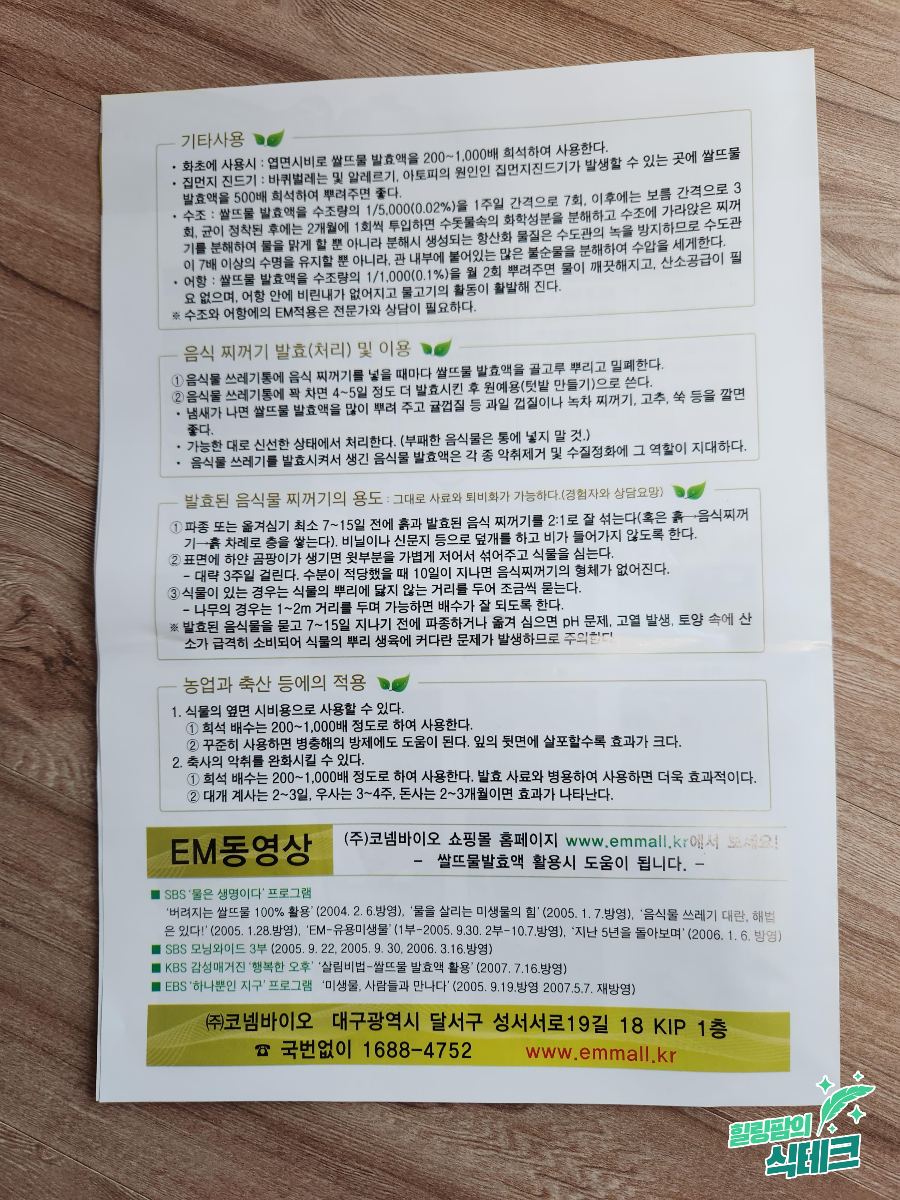 기타사용
• 화초에 사용시 : 엽면시비로 쌀뜨물 발효액을 200~1,000배 희석하여 사용한다.
• 집먼지 진드기 : 바퀴벌레는 및 알레르기, 아토피의 원인인 집먼지진드기가 발생할 수 있는 곳에 쌀뜨물
발효액을 500배 희석하여 뿌려주면 좋다.
• 수조 : 쌀뜨물 발효액을 수조량의 1/5,000(0.02%)을 1주일 간격으로 7회, 이후에는 보름 간격으로 3
회, 균이 정착된 후에는 2개월에 1회씩 투입하면 수돗물속의 화학성분을 분해하고 수조에 가라앉은 찌꺼
기를 분해하여 물을 맑게 할 뿐 아니라 분해시 생성되는 항산화 물질은 수도관의 녹을 방지하므로 수도관
이 7배 이상의 수명을 유지할 뿐 아니라, 관 내부에 붙어있는 많은 불순물을 분해하여 수압을 세게한다.
• 어항 : 쌀뜨물 발효액을 수조량의 1/1,000(0.1%)을 월 2회 뿌려주면 물이 깨끗해지고, 산소공급이 필
요 없으며, 어항 안에 비린내가 없어지고 물고기의 활동이 활발해 진다.
※ 수조와 어항에의 EM적용은 전문가와 상담이 필요하다.
음식 찌꺼기 발효(처리) 및 이용
① 음식물 쓰레기통에 음식 찌꺼기를 넣을 때마다 쌀뜨물 발효액을 골고루 뿌리고 밀폐한다.
② 음식물 쓰레기통에 꽉 차면 4~5일 정도 더 발효시킨 후 원예용(텃밭 만들기)으로 쓴다.
• 냄새가 나면 쌀뜨물 발효액을 많이 뿌려 주고 귤껍질 등 과일 껍질이나 녹차 찌꺼기, 고추, 쑥 등을 깔면
좋다.
• 가능한 대로 신선한 상태에서 처리한다. (부패한 음식물은 통에 넣지 말 것.)
• 음식물 쓰레기를 발효시켜서 생긴 음식물 발효액은 각 종 악취제거 및 수질정화에 그 역할이 지대하다.
발효된 음식물 찌꺼기의 용도 : 그대로 사료와 퇴비화가 가능하다.(경험자와 상담요망)
① 파종 또는 옮겨심기 최소 7~15일 전에 흙과 발효된 음식 찌꺼기를 2:1로 잘 섞는다(혹은 흙→음식찌꺼
기→흙 차례로 층을 쌓는다). 비닐이나 신문지 등으로 덮개를 하고 비가 들어가지 않도록 한다.
② 표면에 하얀 곰팡이가 생기면 윗부분을 가볍게 저어서 섞어주고 식물을 심는다.
- 대략 3주일 걸린다. 수분이 적당했을 때 10일이 지나면 음식찌꺼기의 형체가 없어진다.
③ 식물이 있는 경우는 식물의 뿌리에 닿지 않는 거리를 두어 조금씩 묻는다.
- 나무의 경우는 1~2m 거리를 두며 가능하면 배수가 잘 되도록 한다.
※ 발효된 음식물을 묻고 7~15일 지나기 전에 파종하거나 옮겨 심으면 pH 문제, 고열 발생, 토양 속에 산
소가 급격히 소비되어 식물의 뿌리 생육에 커다란 문제가 발생하므로 주의한다.
농업과 축산 등에의 적용
1. 식물의 옆면 시비용으로 사용할 수 있다.
① 희석 배수는 200~1,000배 정도로 하여 사용한다.
② 꾸준히 사용하면 병충해의 방제에도 도움이 된다. 잎의 뒷면에 살포할수록 효과가 크다.
2. 축사의 악취를 완화시킬 수 있다.
① 희석 배수는 200~1,000배 정도로 하여 사용한다. 발효 사료와 병용하여 사용하면 더욱 효과적이다.
② 대개 계사는 2~3일, 우사는 3~4주, 돈사는 2~3개월이면 효과가 나타난다.
EM동영상
(주)코넴바이오 쇼핑몰 홈페이지 www.emmall.kr에서 보세요!
- 쌀뜨물발효액 활용시 도움이 됩니다. -
■ SBS '물은 생명이다' 프로그램
'버려지는 쌀뜨물 100% 활용' (2004. 2. 6.방영), '물을 살리는 미생물의 힘' (2005. 1. 7.방영), '음식물 쓰레기 대란, 해법
은 있다!' (2005. 1.28.방영), 'EM-유용미생물' (1부-2005. 9.30. 2부-10.7.방영), '지난 5년을 돌아보며' (2006. 1. 6. 방영)
■ SBS 모닝와이드 3부 (2005. 9. 22, 2005. 9. 30, 2006. 3.16.방영)
■ KBS 감성매거진 '행복한 오후' '살림비법-쌀뜨물 발효액 활용' (2007. 7.16.방영)
■ EBS '하나뿐인 지구' 프로그램 '미생물, 사람들과 만나다' (2005. 9.19.방영 2007.5.7. 재방영)
㈜코넴바이오 대구광역시 달서구 성서서로19길 18 KIP 1층
☎ 국번없이 1688-4752 www.emmall.kr
힐링팜의
식테크